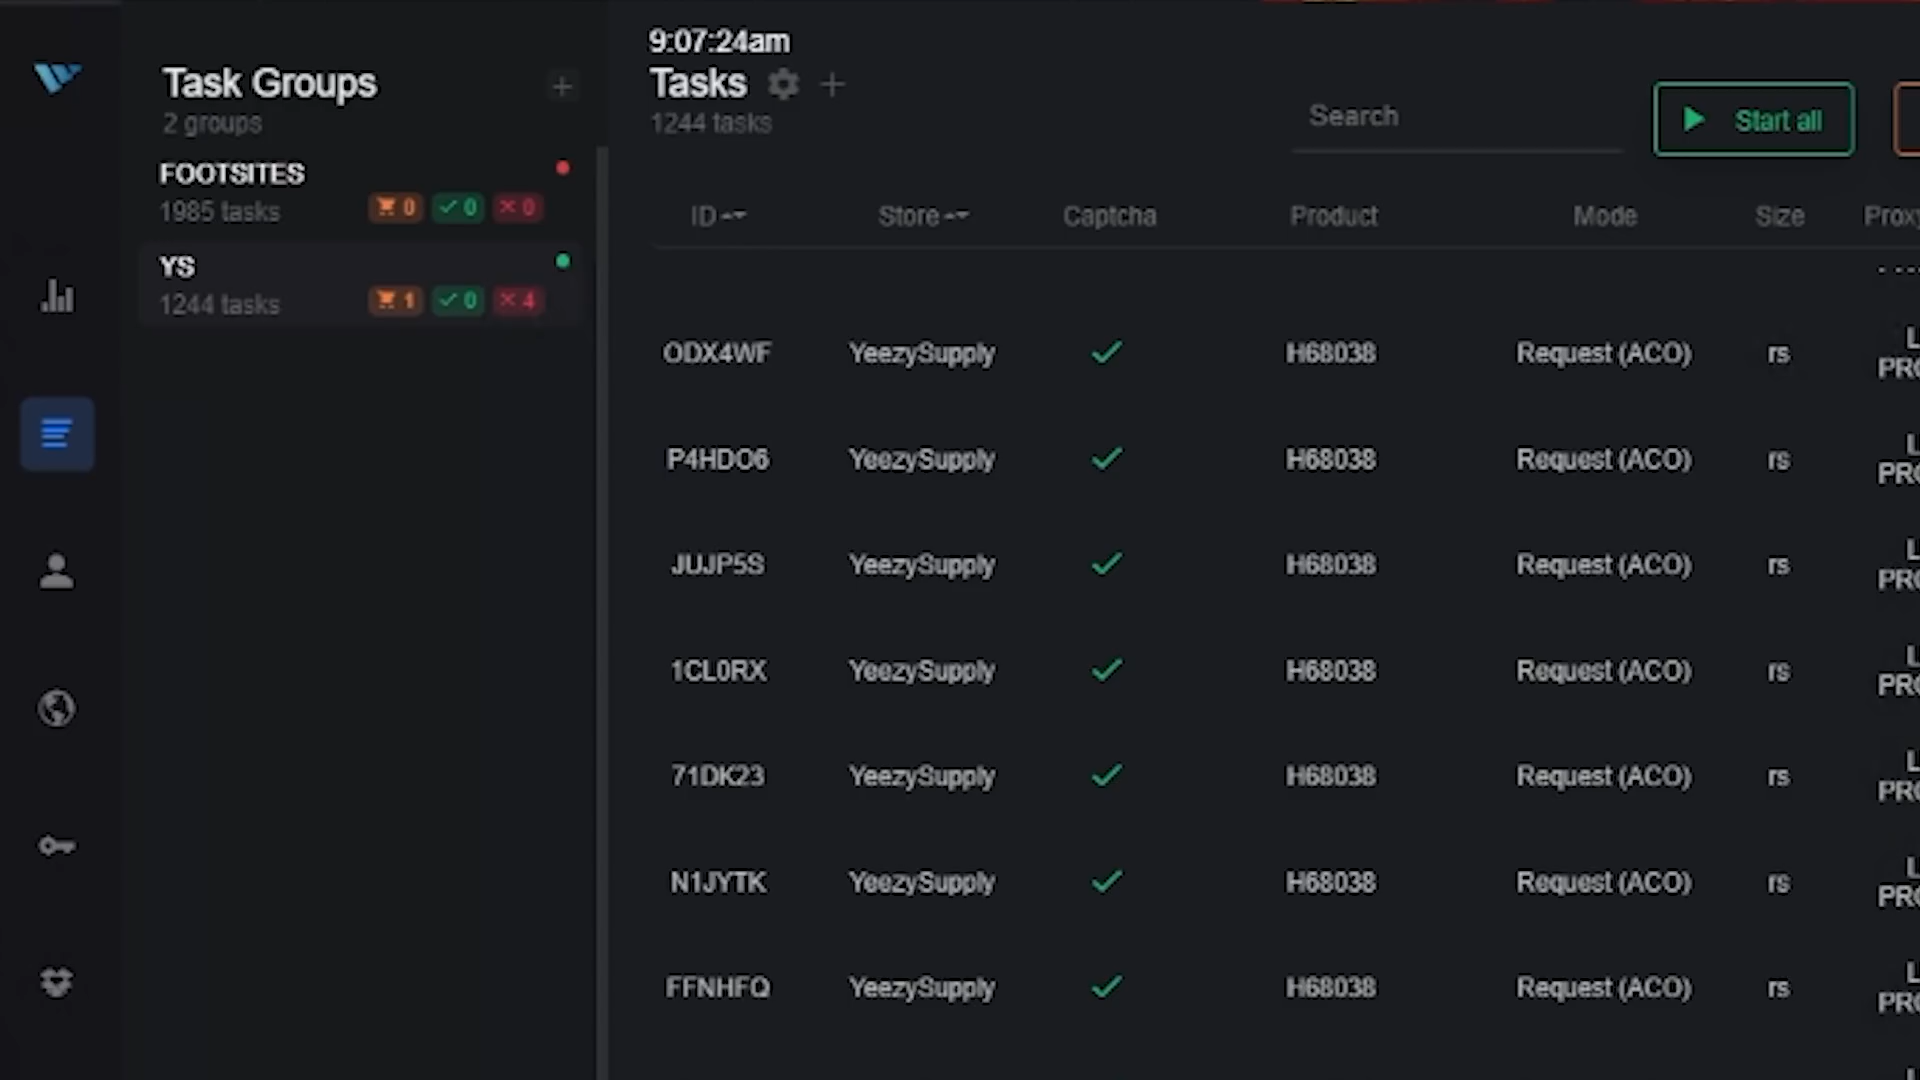 Task Groups +
2 groups
FOOTSITES
1985 tasks 0 0 0
YS
1244 tasks 1 0 4
9:07:24am
Tasks +
1244 tasks
Search
Start all
ID Store Captcha Product Mode Size Proxy
ODX4WF YeezySupply H68038 Request (ACO) rs
P4HDO6 YeezySupply H68038 Request (ACO) rs
JUJP5S YeezySupply H68038 Request (ACO) rs
1CL0RX YeezySupply H68038 Request (ACO) rs
71DK23 YeezySupply H68038 Request (ACO) rs
N1JYTK YeezySupply H68038 Request (ACO) rs
FFNHFQ YeezySupply H68038 Request (ACO) rs